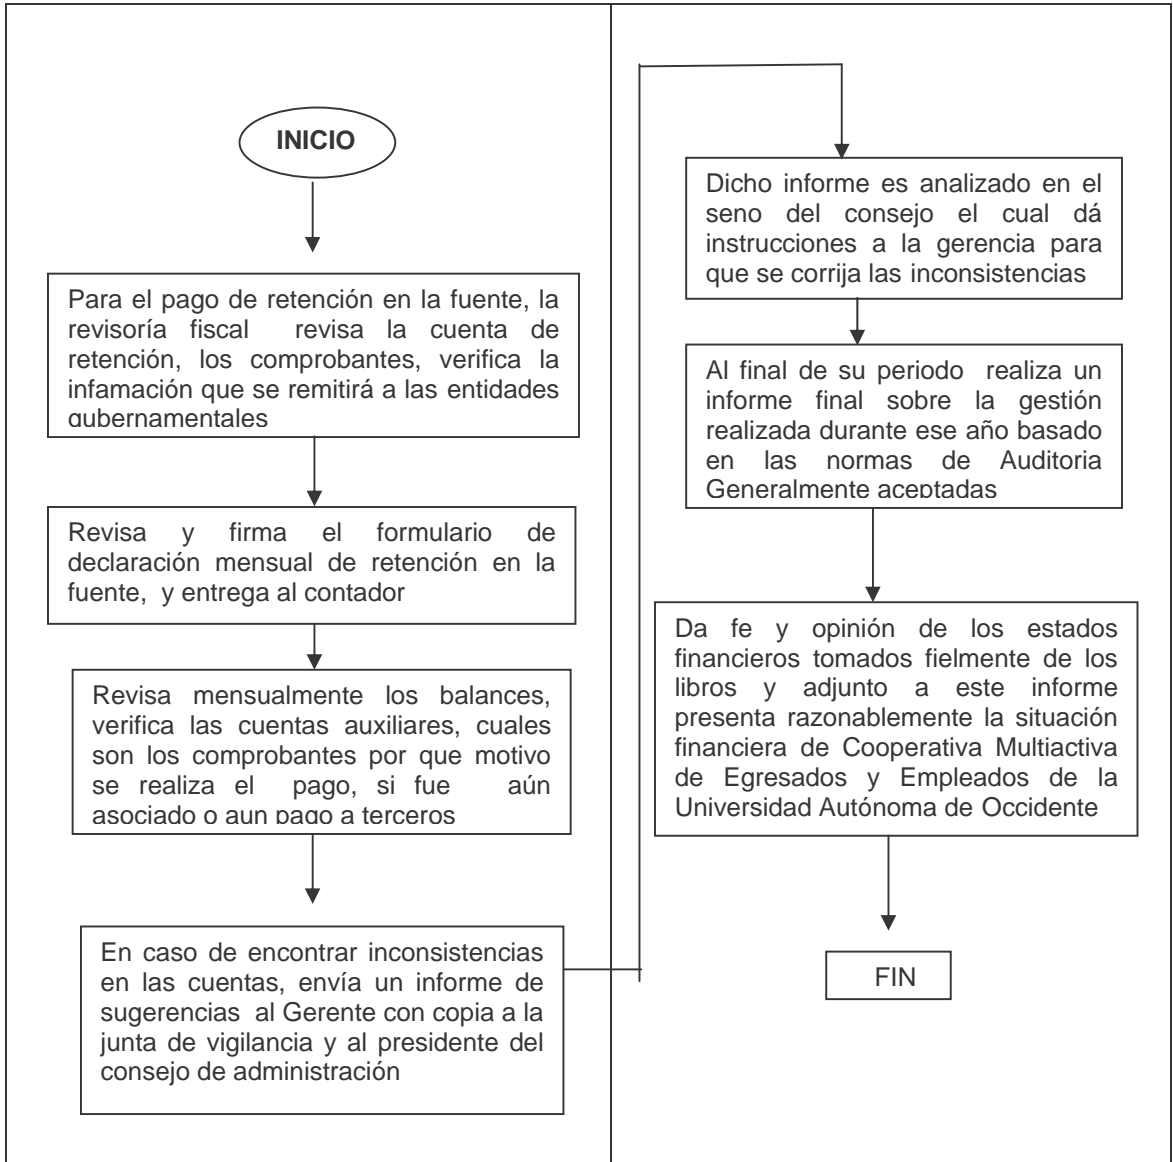 INICIO
Para el pago de retención en la fuente, la
revisoría fiscal revisa la cuenta de
retención, los comprobantes, verifica la
infamación que se remitirá a las entidades
gubernamentales
Revisa y firma el formulario de
declaración mensual de retención en la
fuente, y entrega al contador
Revisa mensualmente los balances,
verifica las cuentas auxiliares, cuales
son los comprobantes por que motivo
se realiza el pago, si fue aún
asociado o aun pago a terceros
En caso de encontrar inconsistencias
en las cuentas, envía un informe de
sugerencias al Gerente con copia a la
junta de vigilancia y al presidente del
consejo de administración
Dicho informe es analizado en el
seno del consejo el cual dá
instrucciones a la gerencia para
que se corrija las inconsistencias
Al final de su periodo realiza un
informe final sobre la gestión
realizada durante ese año basado
en las normas de Auditoria
Generalmente aceptadas
Da fe y opinión de los estados
financieros tomados fielmente de los
libros y adjunto a este informe
presenta razonablemente la situación
financiera de Cooperativa Multiactiva
de Egresados y Empleados de la
Universidad Autónoma de Occidente
FIN